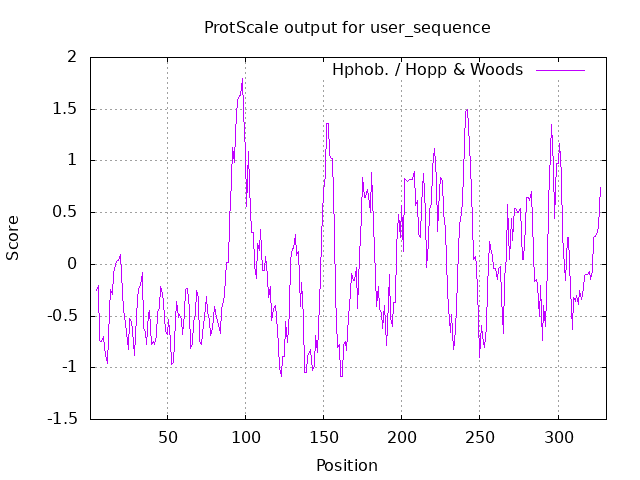 ProtScale output for user_sequence
Hphob. / Hopp & Woods
2
1.5
1
0.5
0
-0.5
-1
-1.5
Score
50 100 150 200 250 300
Position